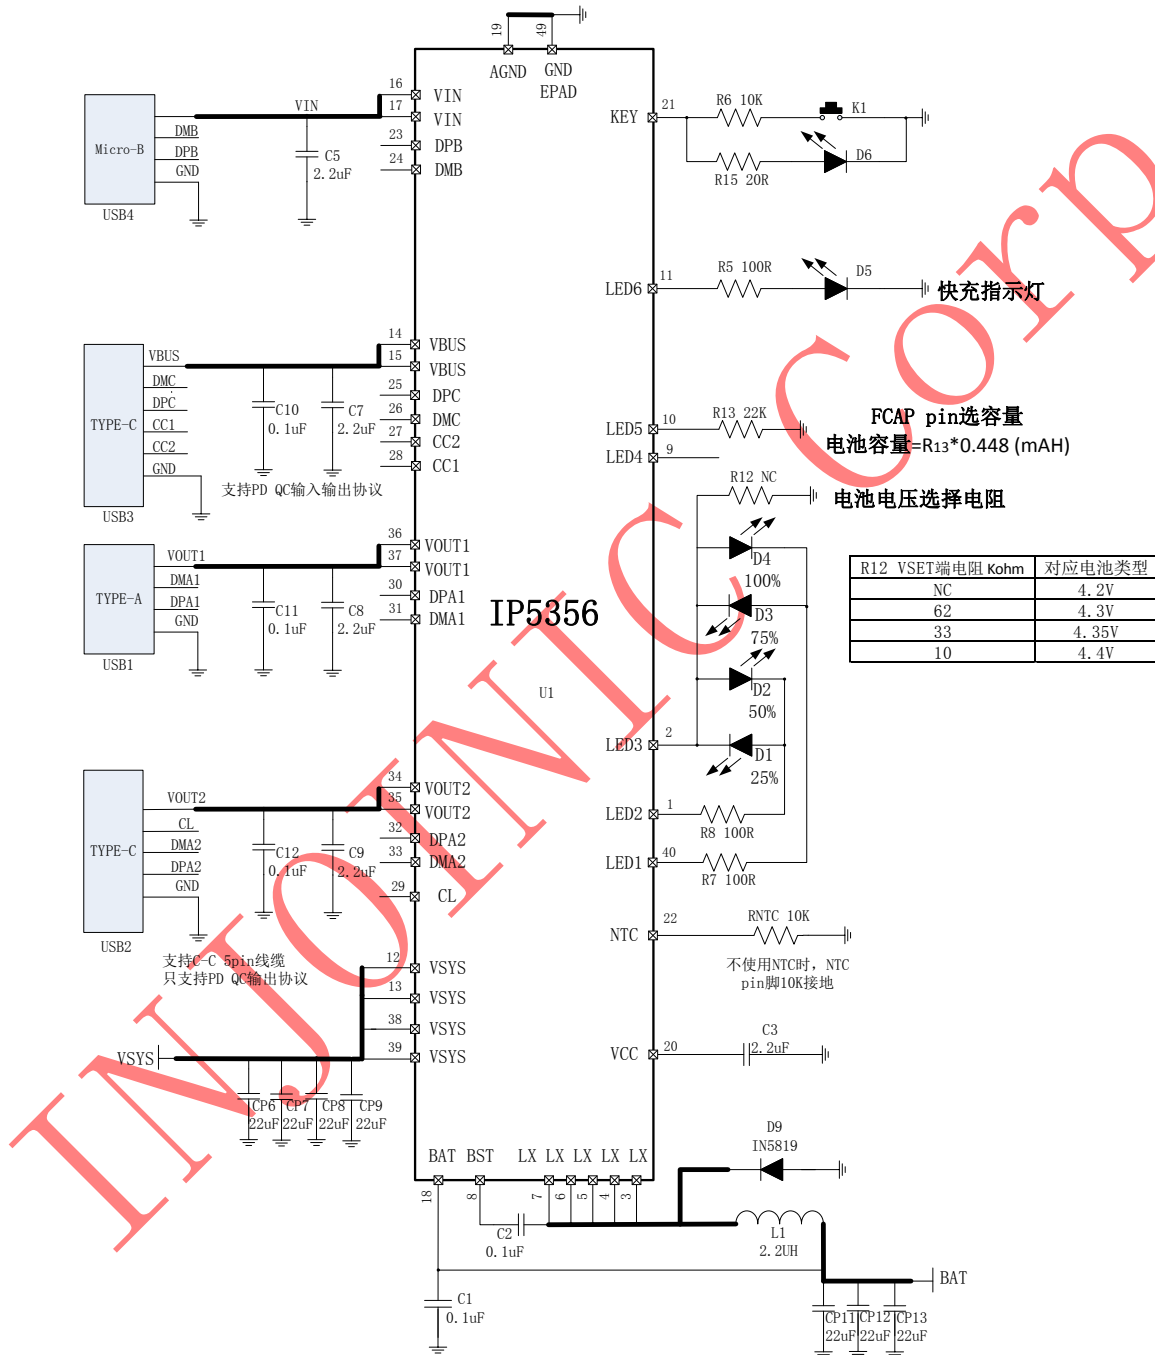 19
49
AGND
GND
EPAD
16
VIN
VIN
17
VIN
Micro-B
DMB
DPB
GND
USB4
C5
2.2uF
23
DPB
24
DMB
KEY
21
R6 10K
K1
R15 20R
D6
LED6
11
R5 100R
D5
快充指示灯
14
VBUS
VBUS
15
VBUS
TYPE-C
DMC
DPC
CC1
CC2
GND
USB3
C10
0.1uF
C7
2.2uF
25
DPC
26
DMC
27
CC2
28
CC1
支持PD QC输入输出协议
LED5
10
R13 22K
LED4
9
FCAP pin选容量
电池容量=R13*0.448 (mAH)
R12 NC
电池电压选择电阻
D4
100%
D3
75%
D2
50%
D1
25%
R12 VSET端电阻 Kohm 对应电池类型
NC 4.2V
62 4.3V
33 4.35V
10 4.4V
36
VOUT1
VOUT1
37
VOUT1
TYPE-A
DMA1
DPA1
GND
USB1
C11
0.1uF
C8
2.2uF
30
DPA1
31
DMA1
IP5356
U1
LED3
2
LED2
1
R8 100R
LED1
40
R7 100R
34
VOUT2
VOUT2
35
VOUT2
TYPE-C
CL
DMA2
DPA2
GND
USB2
C12
0.1uF
C9
2.2uF
32
DPA2
33
DMA2
29
CL
支持C-C 5pin线缆
只支持PD QC输出协议
NTC
22
RNTC 10K
不使用NTC时，NTC
pin脚10K接地
12
VSYS
13
VSYS
38
VSYS
39
VSYS
VSYS
CP6
22uF
CP7
22uF
CP8
22uF
CP9
22uF
VCC
20
C3
2.2uF
BAT
BST
LX LX LX LX LX
18
8
7
6
5
4
3
C2
0.1uF
D9
IN5819
L1
2.2UH
BAT
C1
0.1uF
CP11
22uF
CP12
22uF
CP13
22uF
INJOINIC Corp